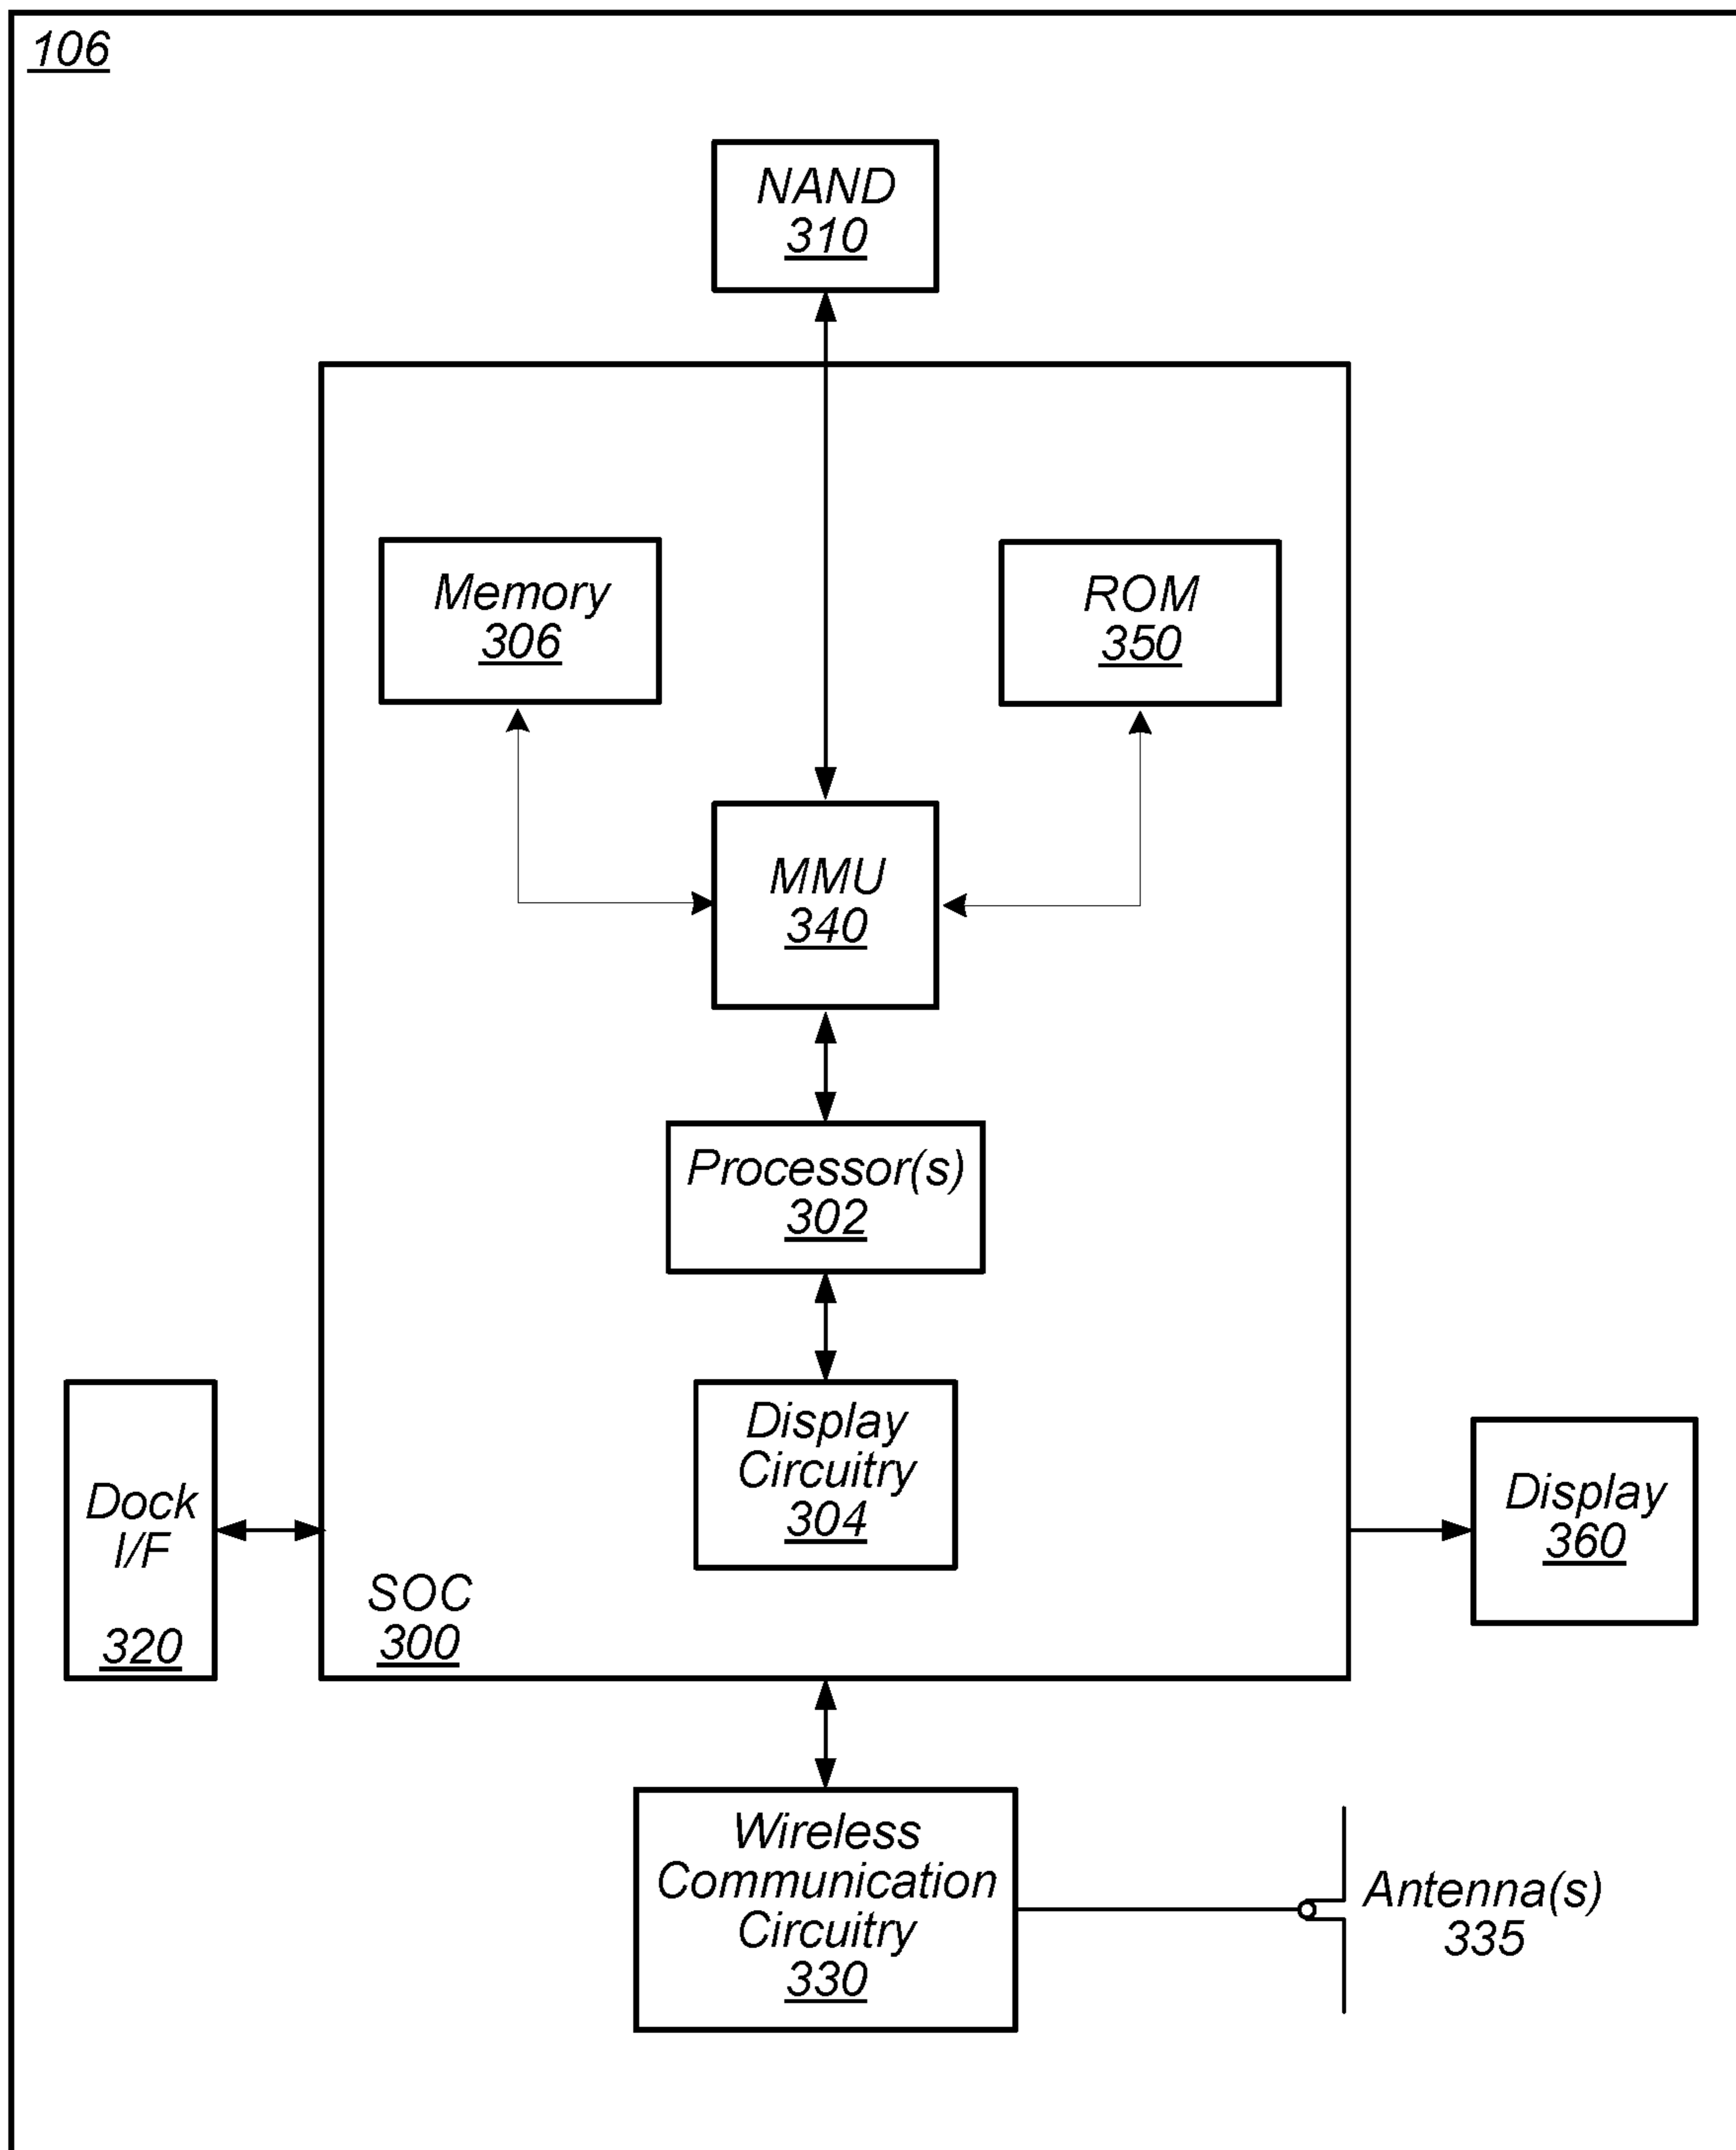 106
NAND
310
Memory
306
ROM
350
MMU
340
Processor(s)
302
Display
Circuitry
304
Dock
I/F
320
SOC
300
Display
360
Wireless
Communication
Circuitry
330
Antenna(s)
335